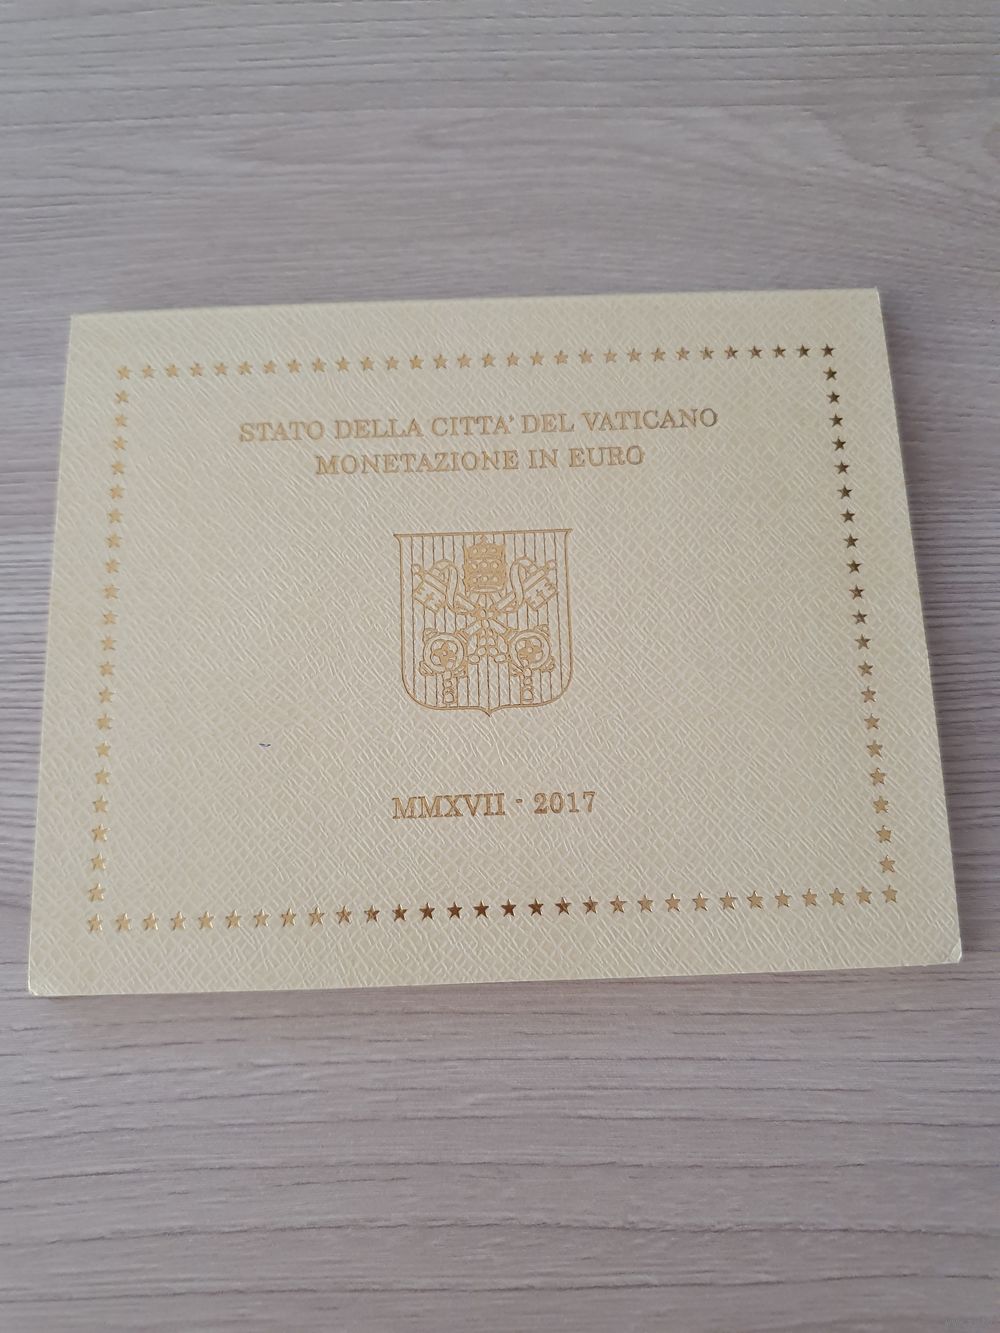 STATO DELLA CITTA' DEL VATICANO
MONETAZIONE IN EURO
MMXVII - 2017